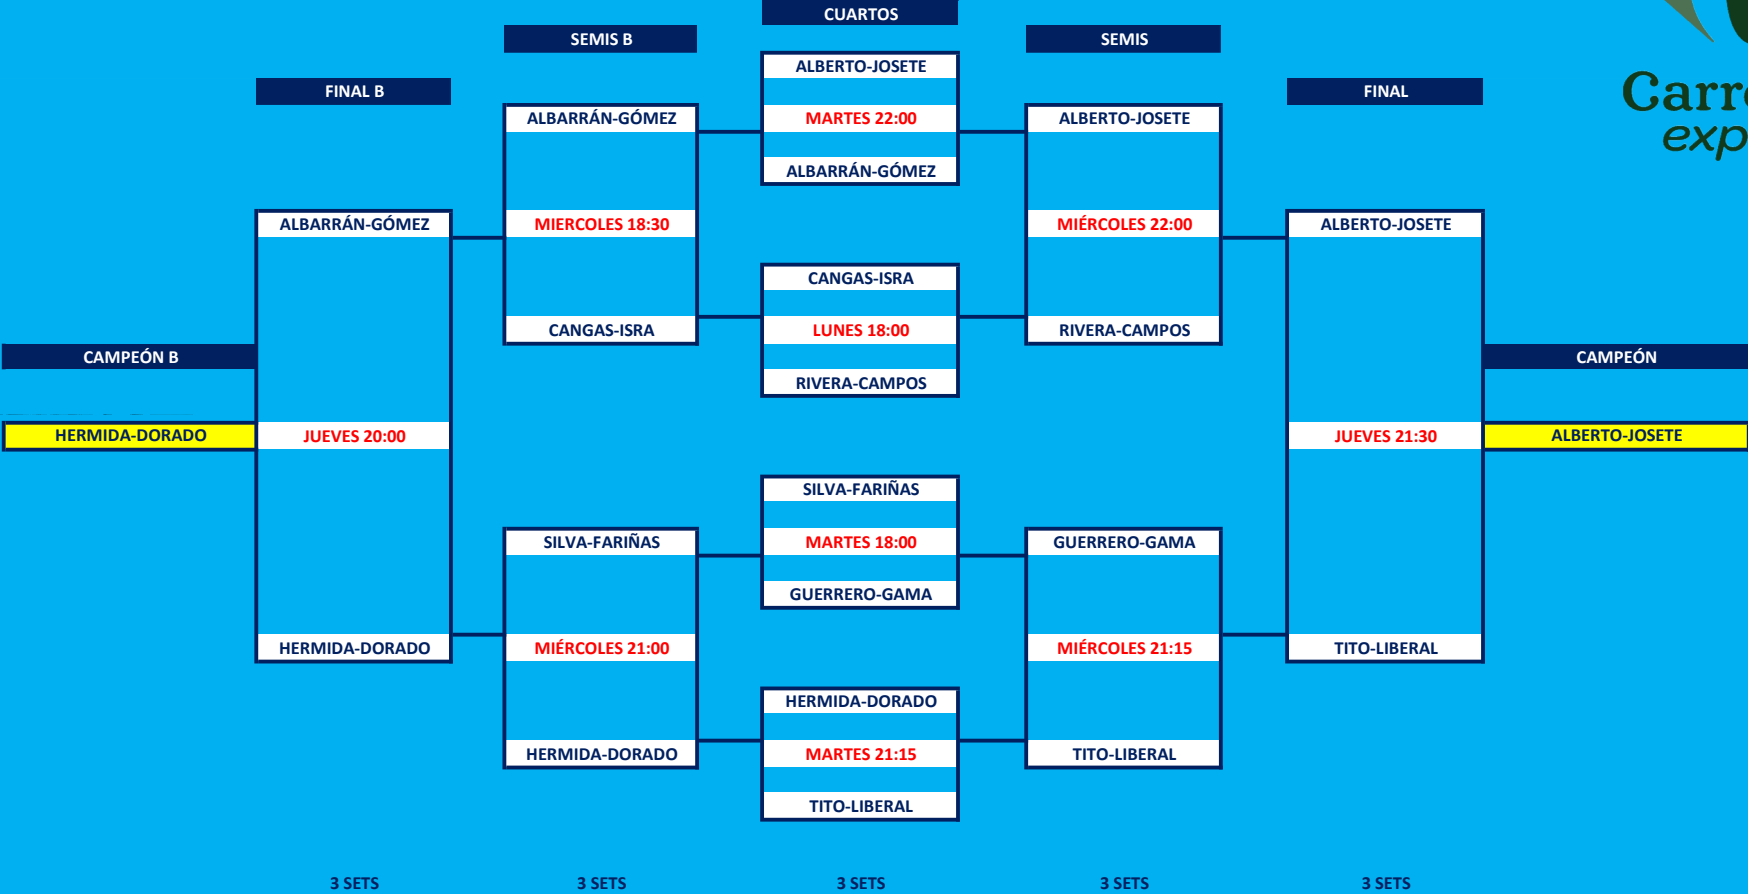 CUARTOS
SEMIS B
SEMIS
ALBERTO-JOSETE
FINAL B
FINAL
ALBARRÁN-GÓMEZ
MARTES 22:00
ALBERTO-JOSETE
ALBARRÁN-GÓMEZ
ALBARRÁN-GÓMEZ
MIERCOLES 18:30
MIÉRCOLES 22:00
ALBERTO-JOSETE
CANGAS-ISRA
CANGAS-ISRA
LUNES 18:00
RIVERA-CAMPOS
CAMPEÓN B
CAMPEÓN
RIVERA-CAMPOS
HERMIDA-DORADO
JUEVES 20:00
JUEVES 21:30
ALBERTO-JOSETE
SILVA-FARIÑAS
SILVA-FARIÑAS
MARTES 18:00
GUERRERO-GAMA
GUERRERO-GAMA
HERMIDA-DORADO
MIÉRCOLES 21:00
MIÉRCOLES 21:15
TITO-LIBERAL
HERMIDA-DORADO
HERMIDA-DORADO
MARTES 21:15
TITO-LIBERAL
TITO-LIBERAL
3 SETS
3 SETS
3 SETS
3 SETS
3 SETS